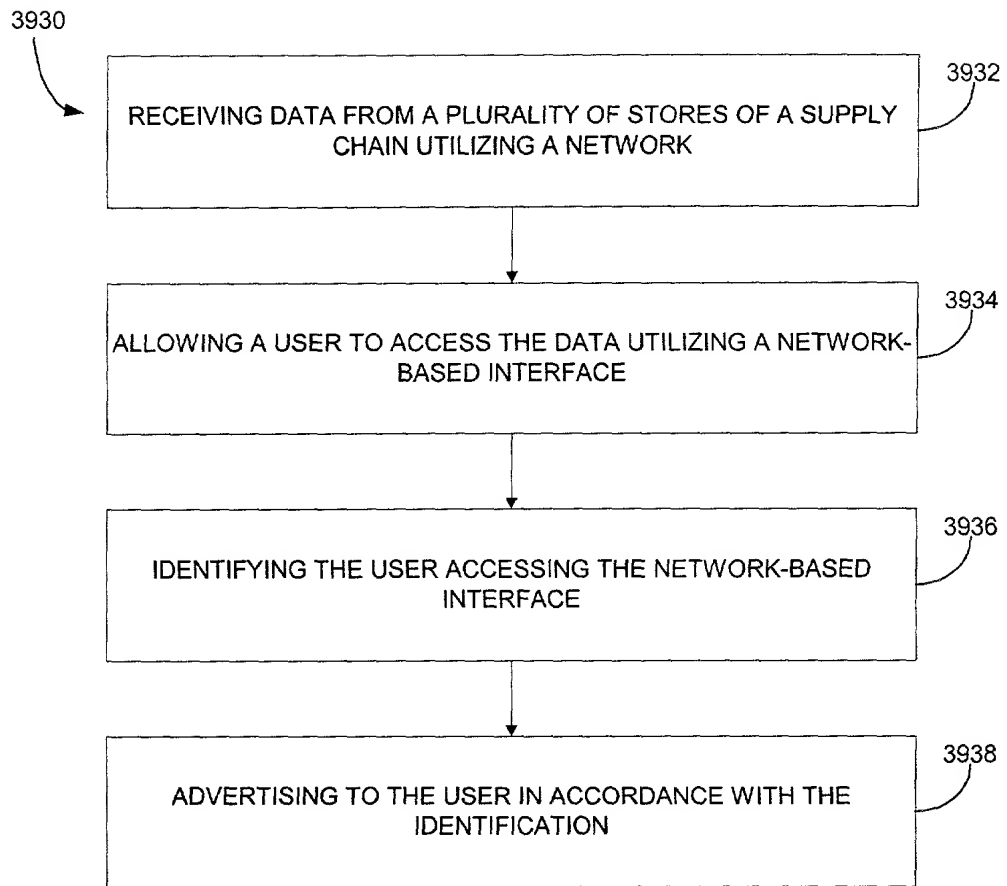 3930
3932
RECEIVING DATA FROM A PLURALITY OF STORES OF A SUPPLY
CHAIN UTILIZING A NETWORK
3934
ALLOWING A USER TO ACCESS THE DATA UTILIZING A NETWORK-
BASED INTERFACE
3936
IDENTIFYING THE USER ACCESSING THE NETWORK-BASED
INTERFACE
3938
ADVERTISING TO THE USER IN ACCORDANCE WITH THE
IDENTIFICATION